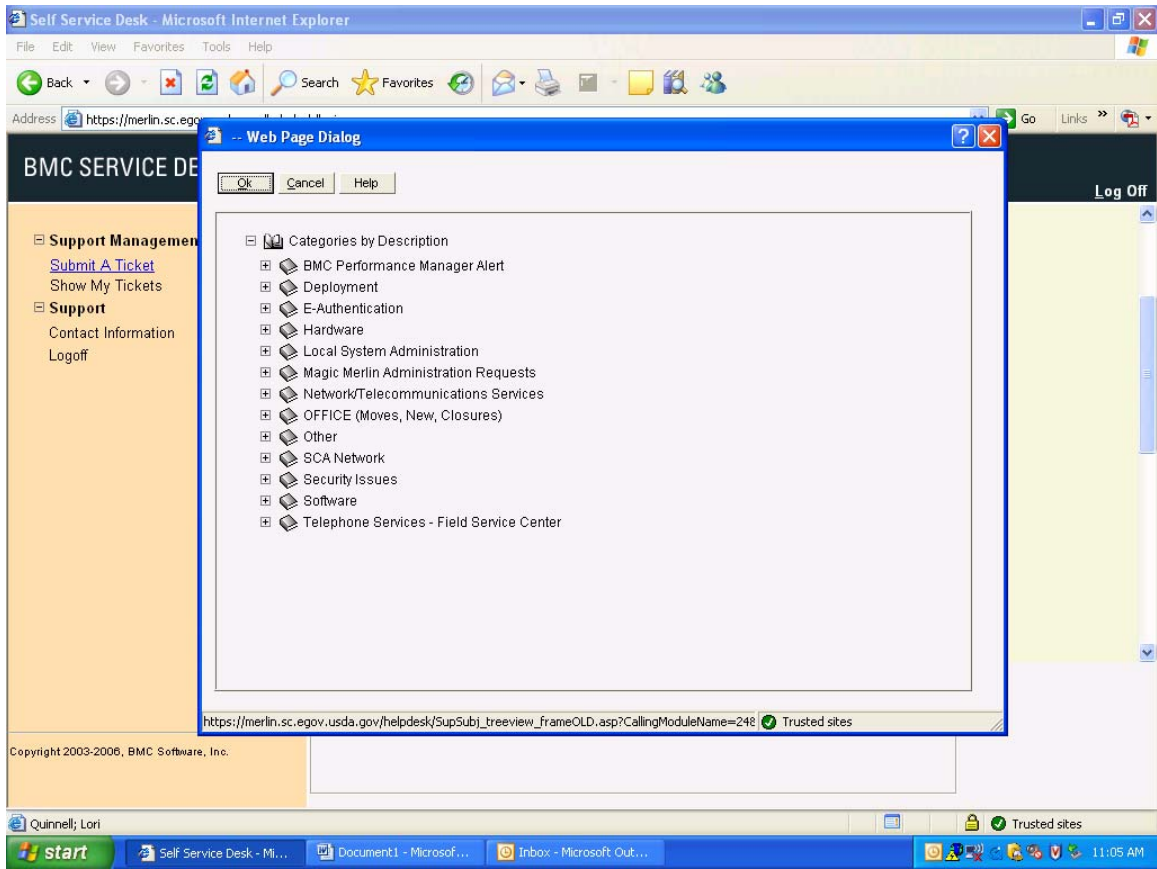 Self Service Desk - Microsoft Internet Explorer
File Edit View Favorites Tools Help
Back Search Favorites
Address https://merlin.sc.ego Go Links »
-- Web Page Dialog
BMC SERVICE DE
Ok Cancel Help
Log Off
Support Managemen
Submit A Ticket
Show My Tickets
Support
Contact Information
Logoff
Categories by Description
BMC Performance Manager Alert
Deployment
E-Authentication
Hardware
Local System Administration
Magic Merlin Administration Requests
Network/Telecommunications Services
OFFICE (Moves, New, Closures)
Other
SCA Network
Security Issues
Software
Telephone Services - Field Service Center
https://merlin.sc.egov.usda.gov/helpdesk/SupSubj_treeview_frameOLD.asp?CallingModuleName=248 Trusted sites
Copyright 2003-2006, BMC Software, Inc.
Quinnell; Lori Trusted sites
start Self Service Desk - Mi... Document1 - Microsof... Inbox - Microsoft Out... 11:05 AM